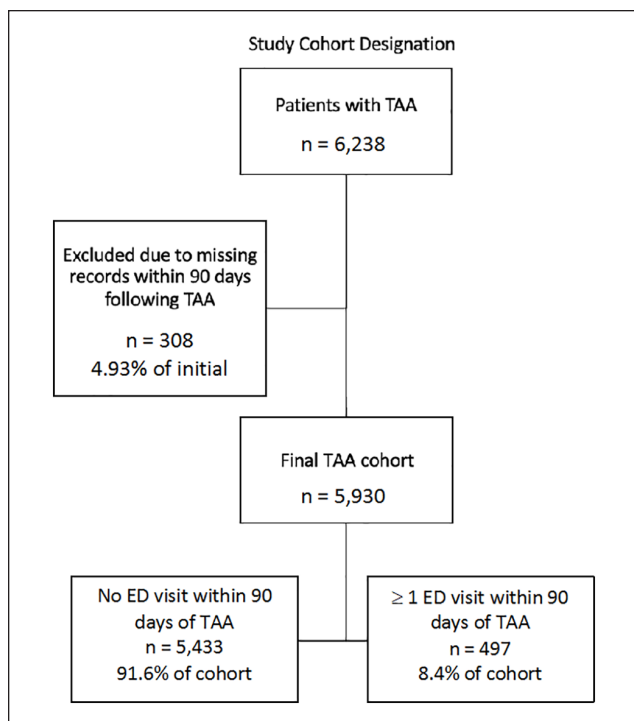 Study Cohort Designation
Patients with TAA
n = 6,238
Excluded due to missing
records within 90 days
following TAA
n = 308
4.93% of initial
Final TAA cohort
n = 5,930
No ED visit within 90
days of TAA
n = 5,433
91.6% of cohort
≥ 1 ED visit within 90
days of TAA
n = 497
8.4% of cohort